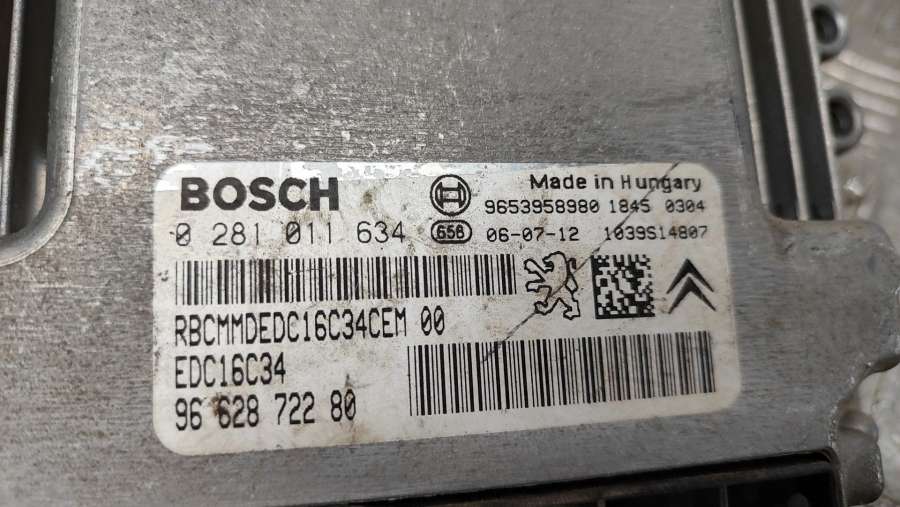 BOSCH
Made in Hungary
9653958980 1845 0304
0 281 011 634 656 06-07-12 1039S14807
RBCMMDEDC16C34CEM 00
EDC16C34
96 628 722 80